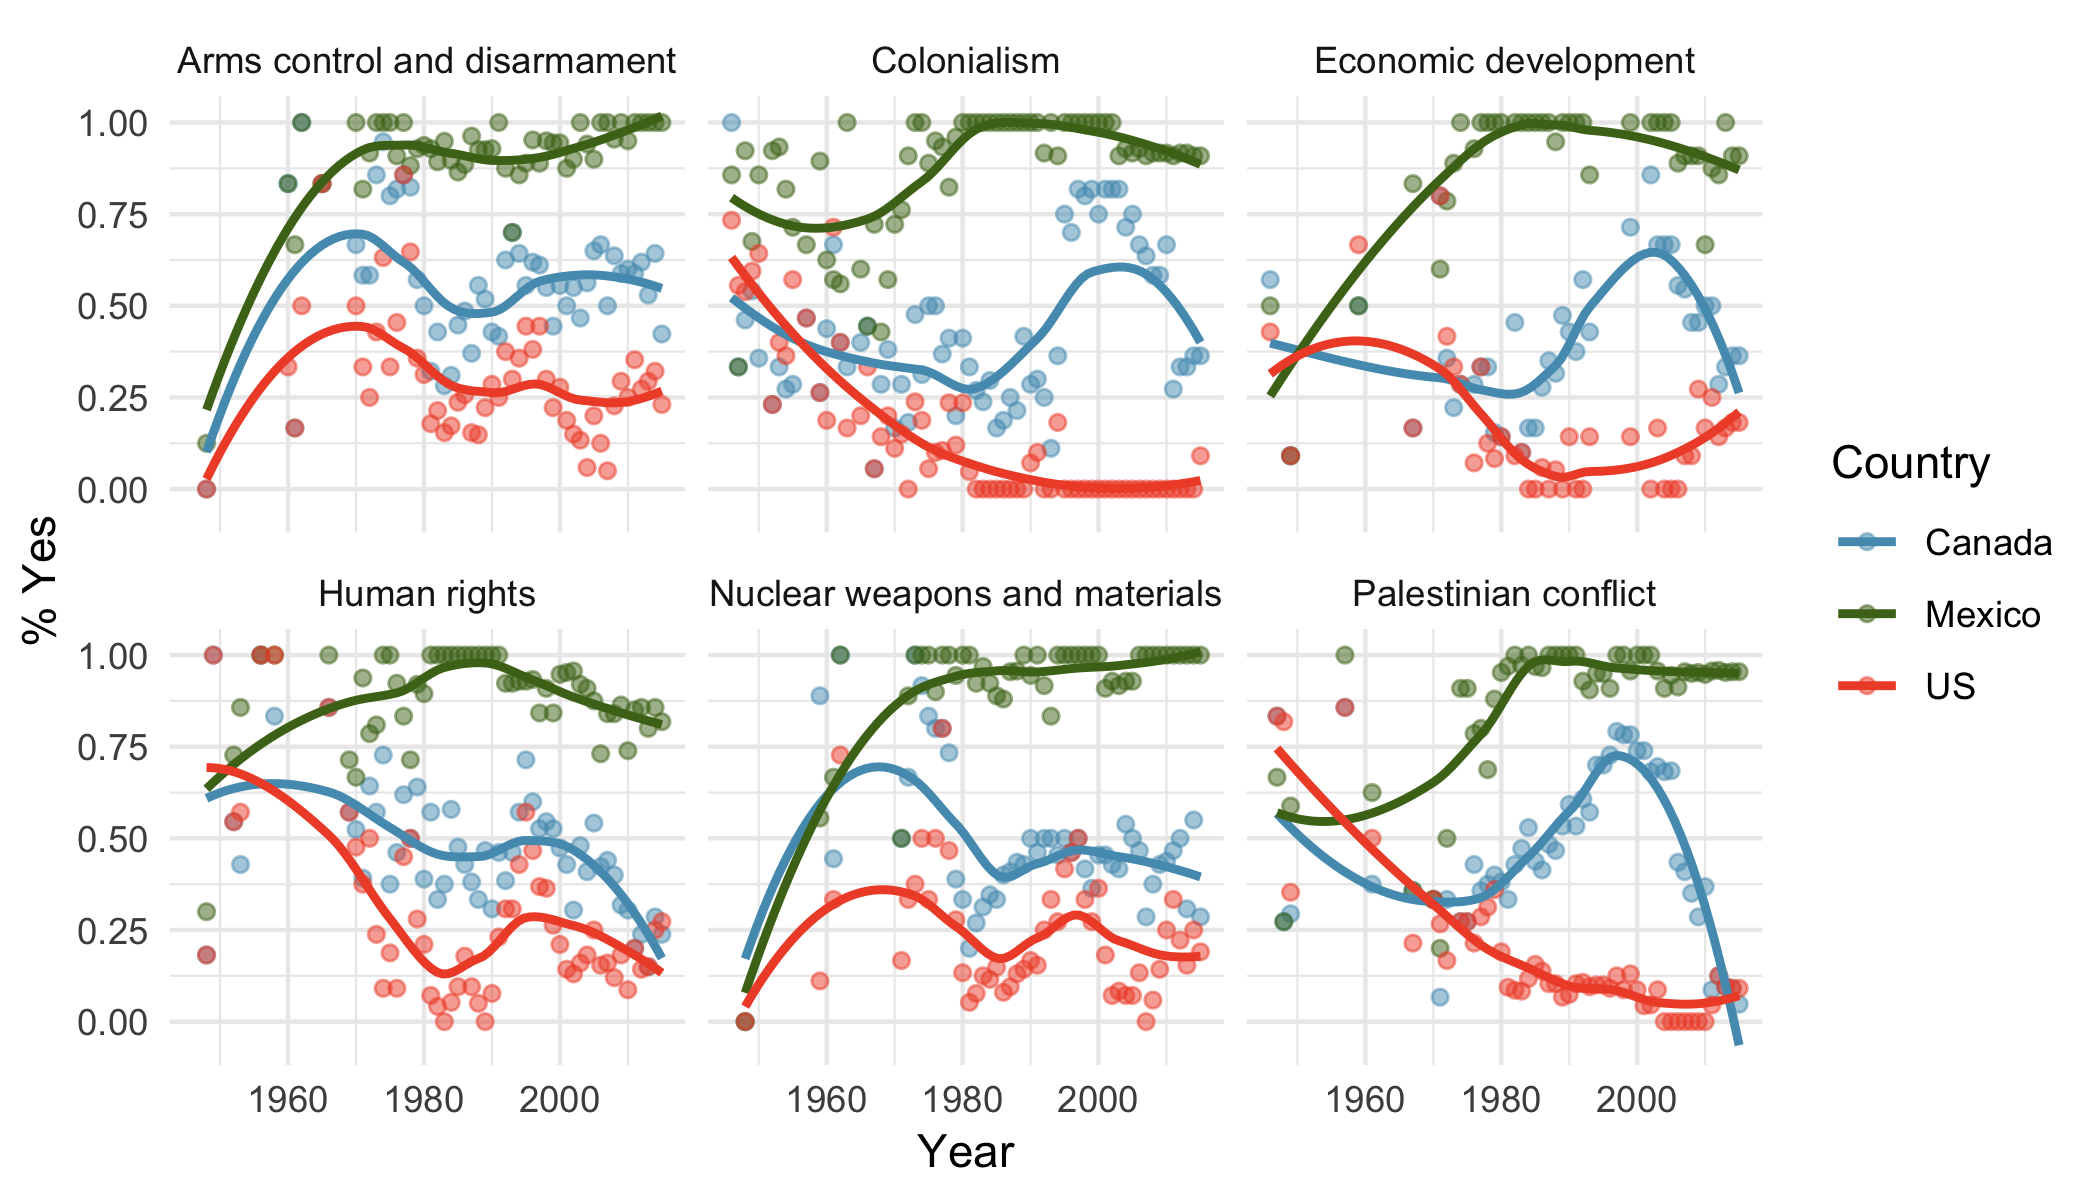 Arms control and disarmament
Colonialism
Economic development
1.00
0.75
0.50
0.25
0.00
Human rights
Nuclear weapons and materials
Palestinian conflict
1.00
0.75
0.50
0.25
0.00
1960 1980 2000
1960 1980 2000
1960 1980 2000
% Yes
Year
Country
Canada
Mexico
US